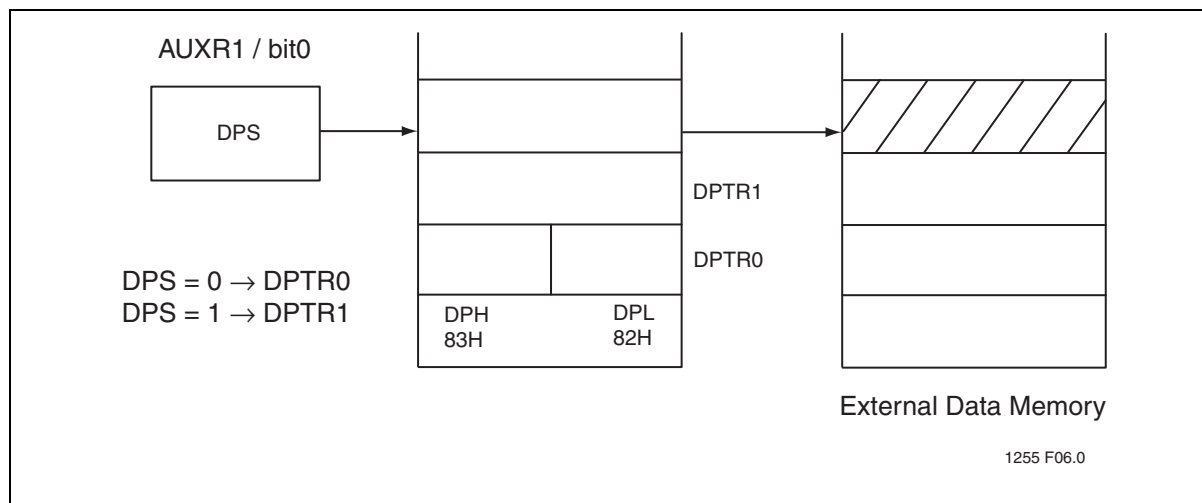 AUXR1 / bit0
DPS
DPTR1
DPTR0
DPS = 0 → DPTR0
DPS = 1 → DPTR1
DPH DPL
83H 82H
External Data Memory
1255 F06.0